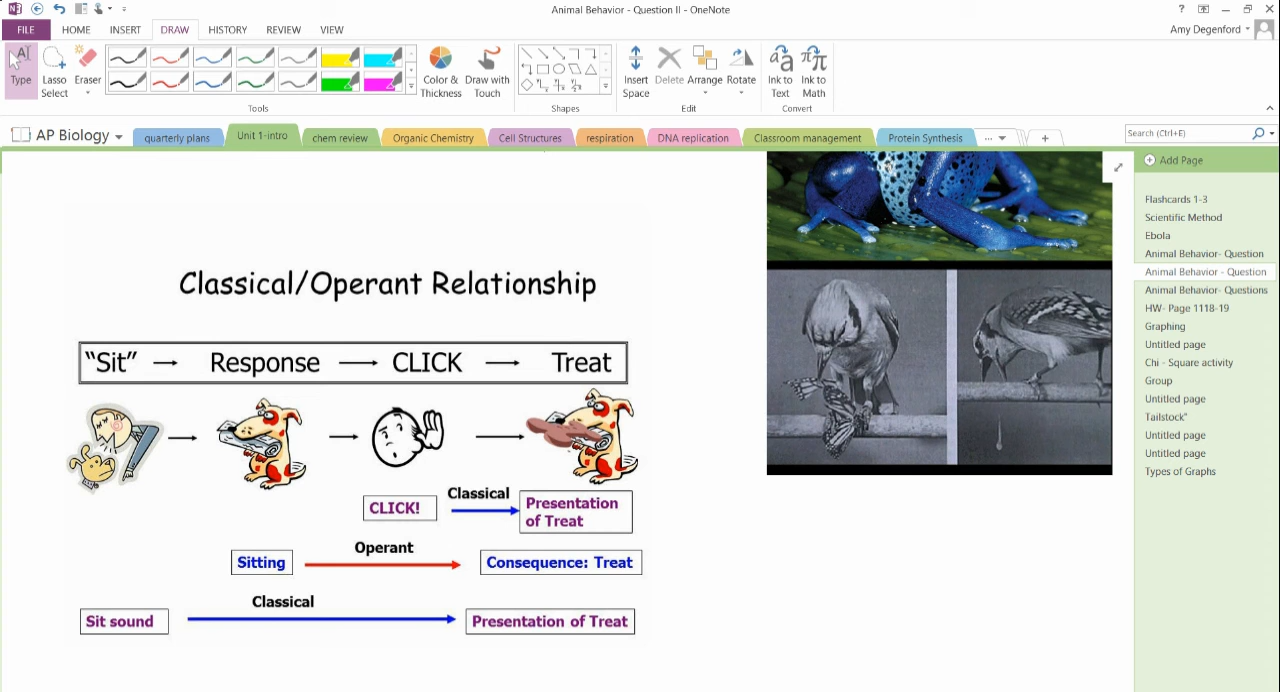 Animal Behavior - Question II - OneNote
?
FILE HOME INSERT DRAW HISTORY REVIEW VIEW
Amy Degenford
Type
Lasso
Select
Eraser
Color &
Thickness
Draw with
Touch
Insert
Space
Delete
Arrange
Rotate
Ink to
Text
Ink to
Math
Tools
Shapes
Edit
Convert
AP Biology
quarterly plans
Unit 1-intro
chem review
Organic Chemistry
Cell Structures
respiration
DNA replication
Classroom management
Protein Synthesis
...
+
Search (Ctrl+E)
Classical/Operant Relationship
“Sit” → Response → CLICK → Treat
CLICK!
Classical
Presentation
of Treat
Operant
Sitting
Consequence: Treat
Classical
Sit sound
Presentation of Treat
Add Page
Flashcards 1-3
Scientific Method
Ebola
Animal Behavior- Question
Animal Behavior - Question
Animal Behavior- Questions
HW- Page 1118-19
Graphing
Untitled page
Chi - Square activity
Group
Untitled page
Tailstock"
Untitled page
Untitled page
Types of Graphs